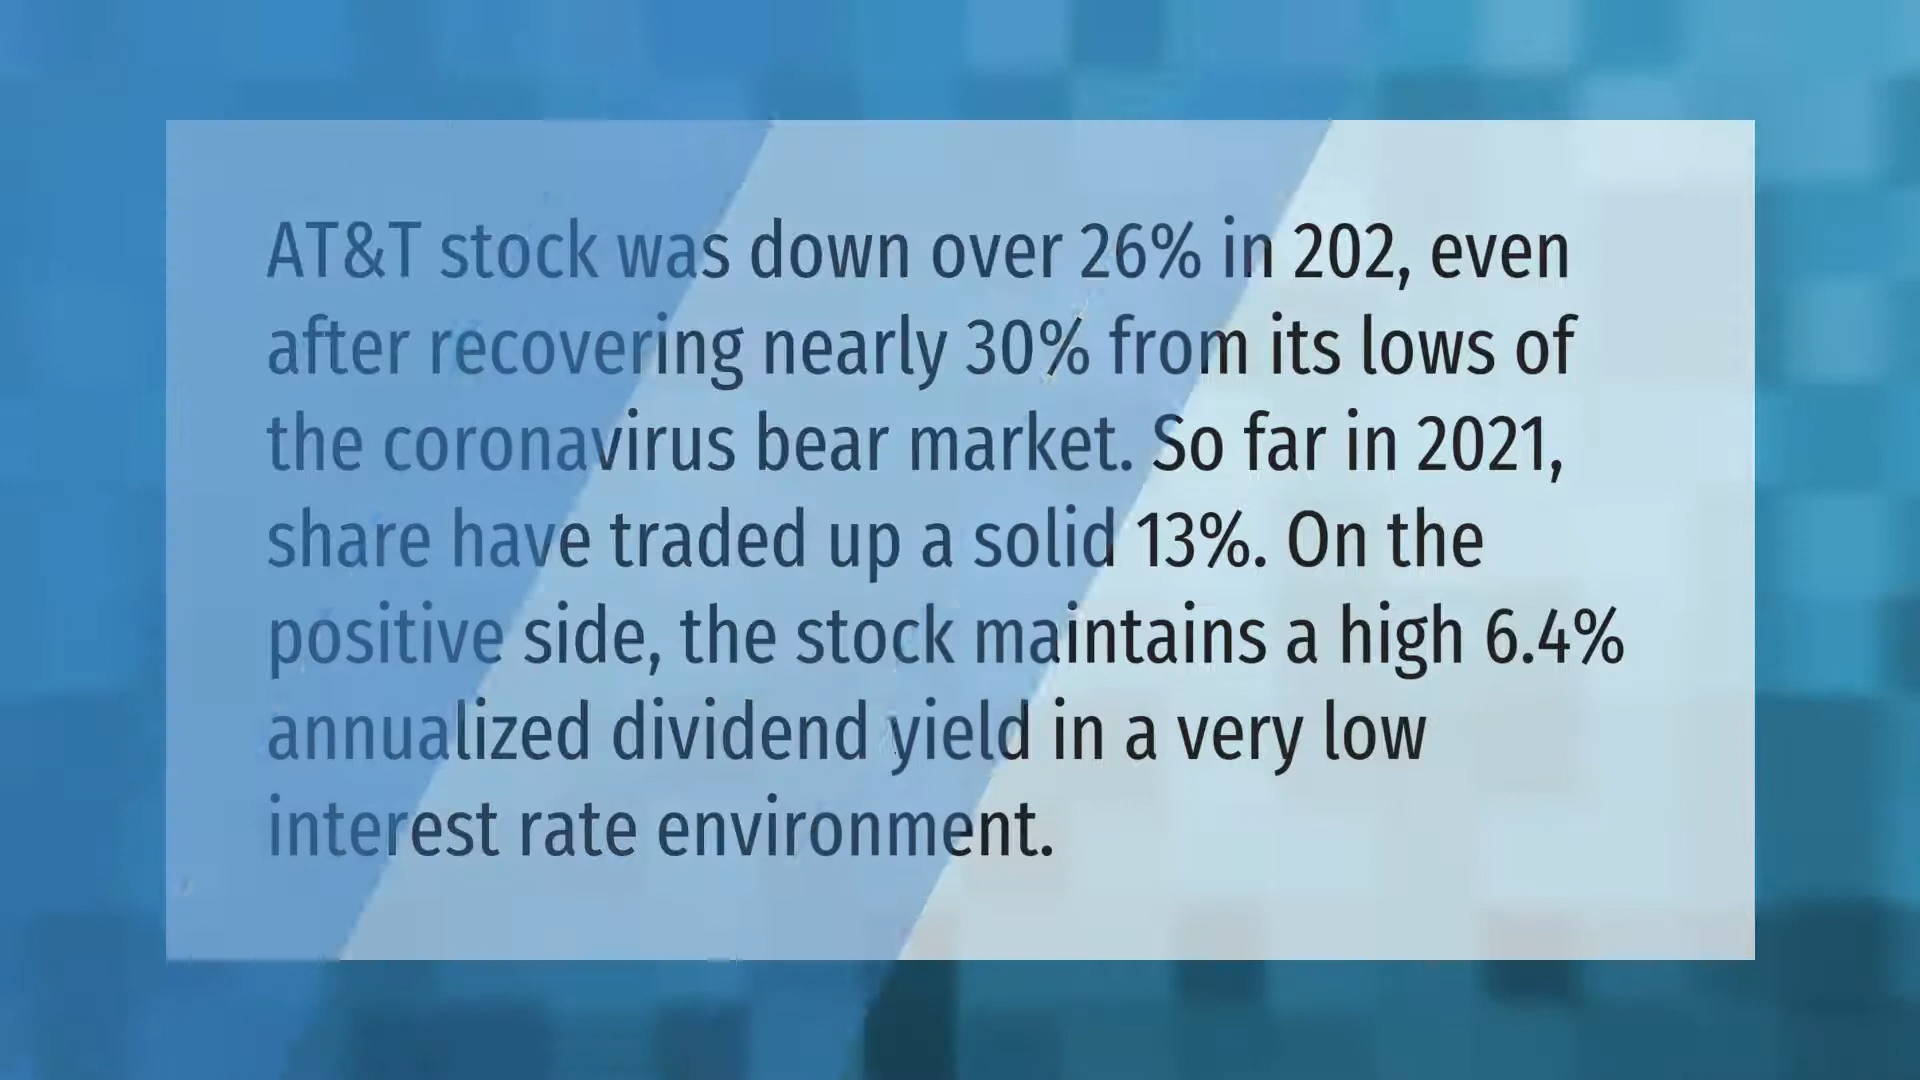 AT&T stock was down over 26% in 202, even
after recovering nearly 30% from its lows of
the coronavirus bear market. So far in 2021,
share have traded up a solid 13%. On the
positive side, the stock maintains a high 6.4%
annualized dividend yield in a very low
interest rate environment.